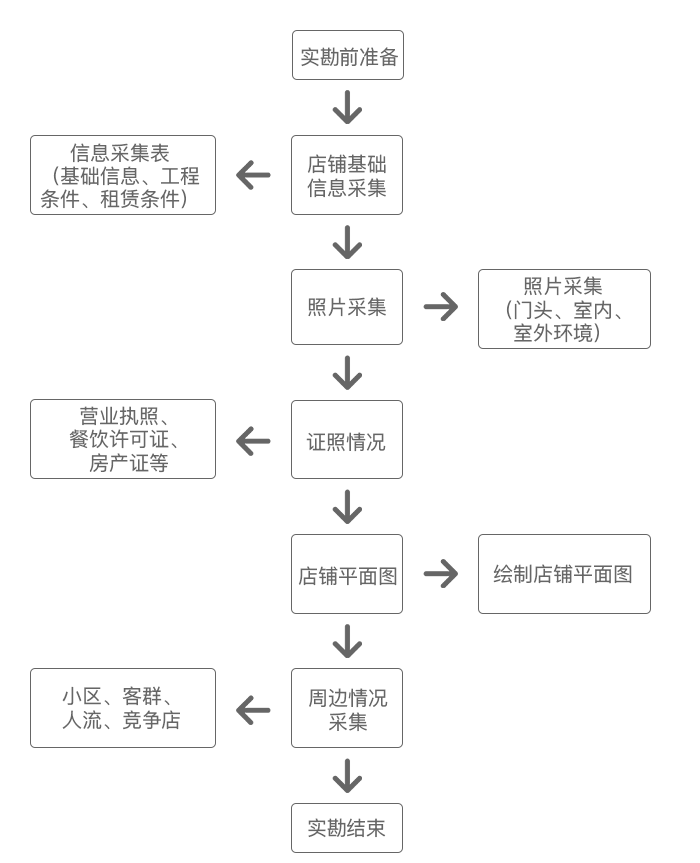 实勘前准备
信息采集表
（基础信息、工程
条件、租赁条件）
店铺基础
信息采集
照片采集
照片采集
（门头、室内、
室外环境）
营业执照、
餐饮许可证、
房产证等
证照情况
店铺平面图
绘制店铺平面图
小区、客群、
人流、竞争店
周边情况
采集
实勘结束